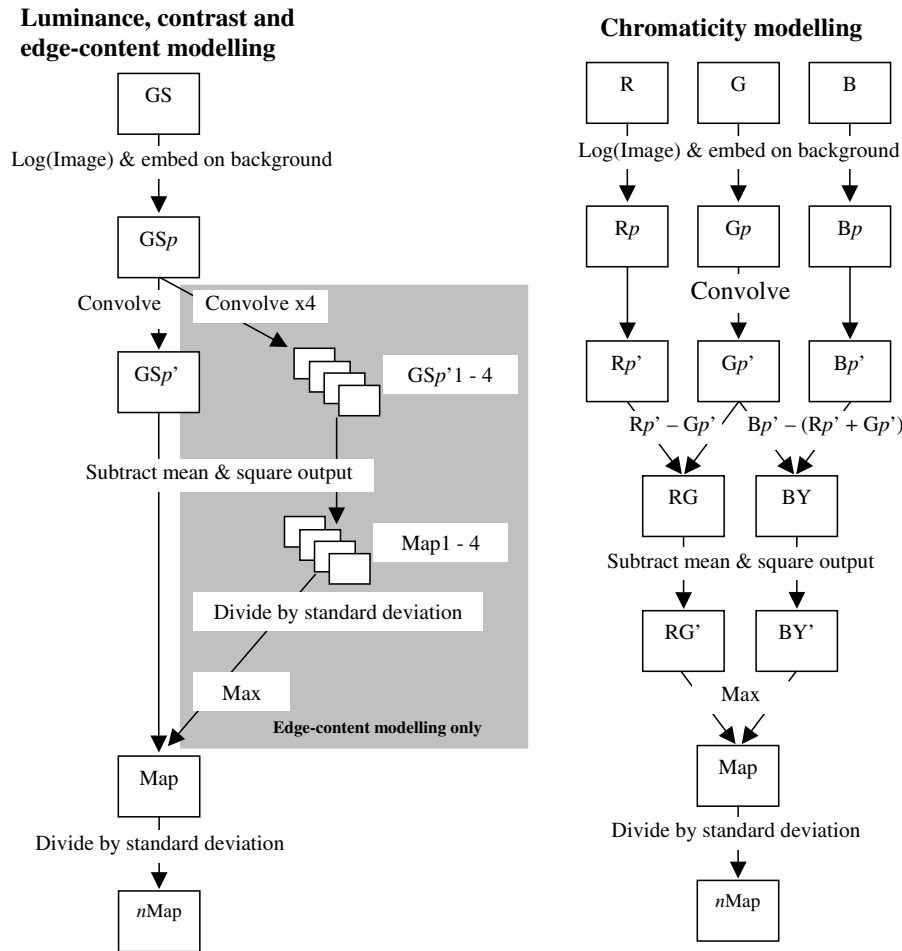 Luminance, contrast and
edge-content modelling
GS
Log(Image) & embed on background
GSp
Convolve
Convolve x4
GSp’
GSp’1 - 4
Subtract mean & square output
Map1 - 4
Divide by standard deviation
Max
Edge-content modelling only
Map
Divide by standard deviation
nMap
Chromaticity modelling
R G B
Log(Image) & embed on background
Rp Gp Bp
Convolve
Rp’ Gp’ Bp’
Rp’ – Gp’ Bp’ – (Rp’ + Gp’)
RG BY
Subtract mean & square output
RG’ BY’
Max
Map
Divide by standard deviation
nMap